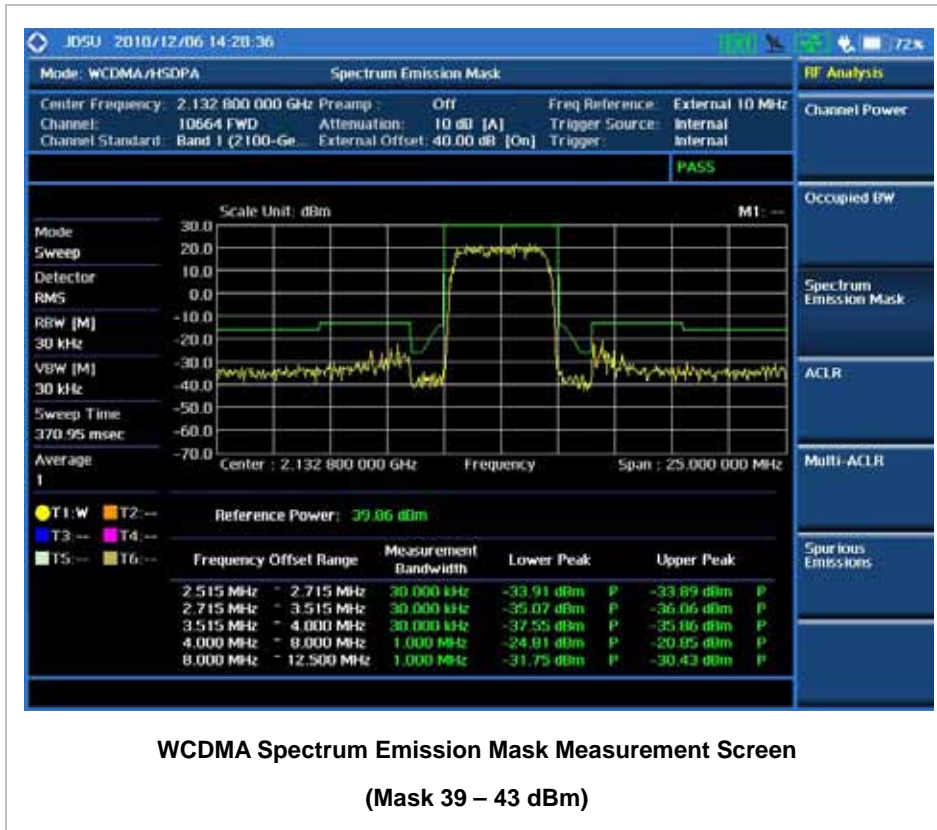 JDSU 2010/12/06 14:28:36 72%
Mode: WCDMA/HSDPA Spectrum Emission Mask RF Analysis
Center Frequency: 2.132 800 000 GHz Preamp : Off Freq Reference: External 10 MHz
Channel: 10664 FWD Attenuation: 10 dB [A] Trigger Source: Internal
Channel Standard: Band 1 (2100-Ge... External Offset: 40.00 dB [On] Trigger: Internal
PASS
Channel Power
Occupied BW
Spectrum
Emission Mask
ACLR
Multi-ACLR
Spurious
Emissions
Scale Unit: dBm M1: --
Mode
Sweep
Detector
RMS
RBW [M]
30 kHz
VBW [M]
30 kHz
Sweep Time
370.95 msec
Average
1
30.0
20.0
10.0
0.0
-10.0
-20.0
-30.0
-40.0
-50.0
-60.0
-70.0
Center : 2.132 800 000 GHz Frequency Span : 25.000 000 MHz
T1:W T2:--
T3:-- T4:--
T5:-- T6:--
Reference Power: 39.06 dBm
Frequency Offset Range Measurement Bandwidth Lower Peak Upper Peak
2.515 MHz ~ 2.715 MHz 30.000 kHz -33.91 dBm P -33.89 dBm P
2.715 MHz ~ 3.515 MHz 30.000 kHz -35.07 dBm P -36.06 dBm P
3.515 MHz ~ 4.000 MHz 30.000 kHz -37.55 dBm P -35.86 dBm P
4.000 MHz ~ 8.000 MHz 1.000 MHz -24.81 dBm P -20.85 dBm P
8.000 MHz ~ 12.500 MHz 1.000 MHz -31.75 dBm P -30.43 dBm P
WCDMA Spectrum Emission Mask Measurement Screen
(Mask 39 – 43 dBm)